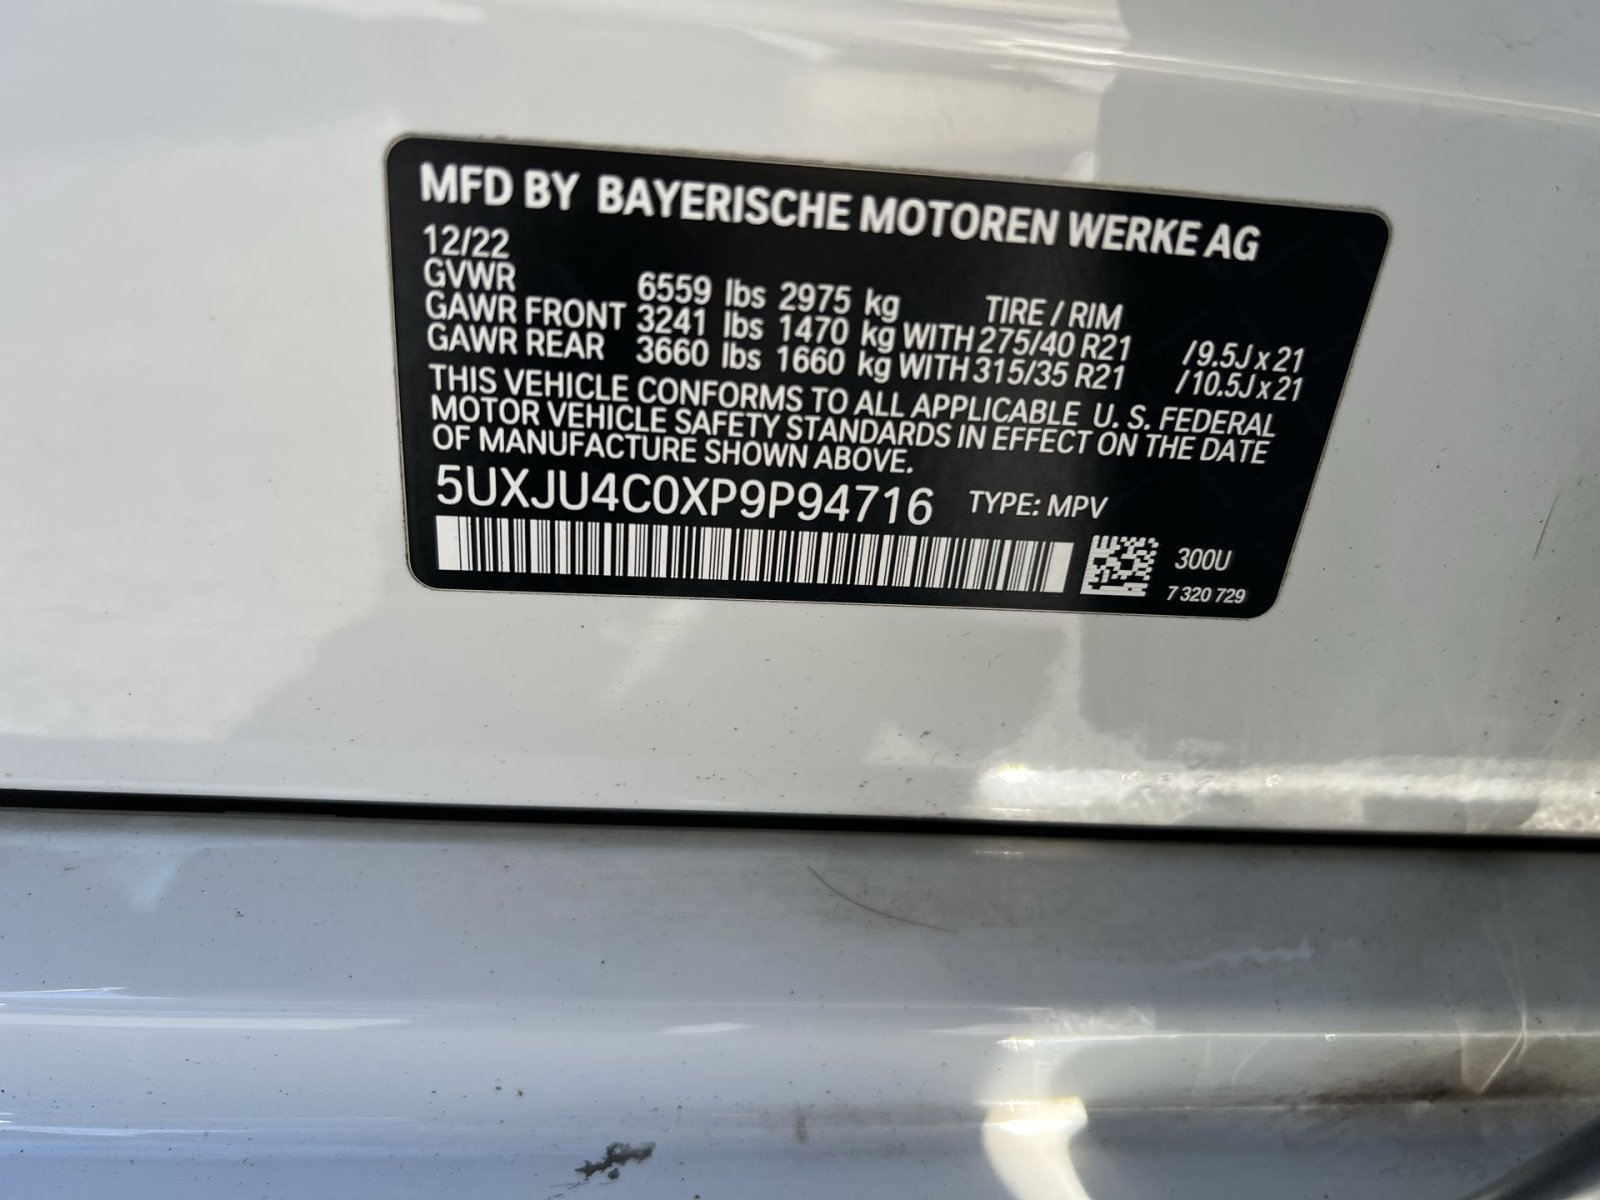 MFD BY BAYERISCHE MOTOREN WERKE AG
12/22
GVWR 6559 lbs 2975 kg TIRE / RIM
GAWR FRONT 3241 lbs 1470 kg WITH 275/40 R21 /9.5J x 21
GAWR REAR 3660 lbs 1660 kg WITH 315/35 R21 /10.5J x 21
THIS VEHICLE CONFORMS TO ALL APPLICABLE U. S. FEDERAL
MOTOR VEHICLE SAFETY STANDARDS IN EFFECT ON THE DATE
OF MANUFACTURE SHOWN ABOVE.
5UXJU4C0XP9P94716 TYPE: MPV
300U
7 320 729